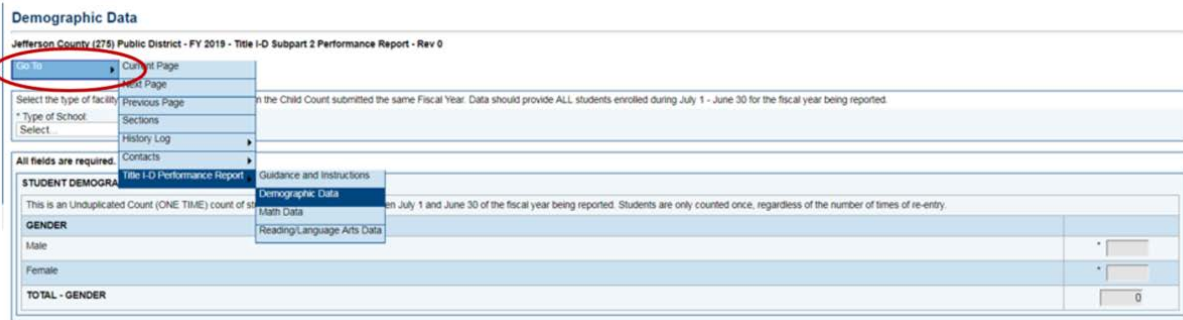 Demographic Data
Jefferson County (275) Public District - FY 2019 - Title I-D Subpart 2 Performance Report - Rev 0
Go To
Current Page
Next Page
Previous Page
Sections
History Log
Contacts
Title I-D Performance Report
Guidance and Instructions
Demographic Data
Math Data
Reading/Language Arts Data
Select the type of facility n the Child Count submitted the same Fiscal Year. Data should provide ALL students enrolled during July 1 - June 30 for the fiscal year being reported.
* Type of School:
Select...
All fields are required.
STUDENT DEMOGRA
This is an Unduplicated Count (ONE TIME) count of st en July 1 and June 30 of the fiscal year being reported. Students are only counted once, regardless of the number of times of re-entry.
GENDER
Male *
Female *
TOTAL - GENDER 0